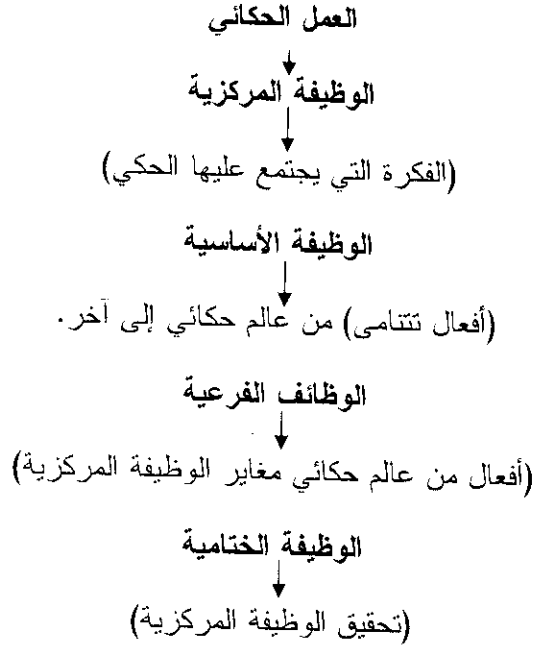 العمل الحكائي
الوظيفة المركزية
(الفكرة التي يجتمع عليها الحكي)
الوظيفة الأساسية
(أفعال تتنامى) من عالم حكائي إلى آخر.
الوظائف الفرعية
(أفعال من عالم حكائي مغاير الوظيفة المركزية)
الوظيفة الختامية
(تحقيق الوظيفة المركزية)